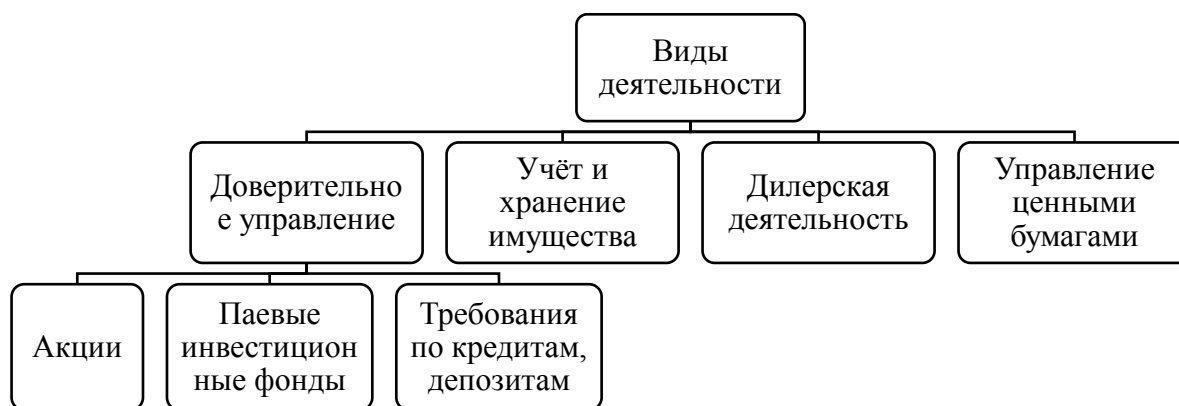 Виды
деятельности
Доверительно
е управление
Учёт и
хранение
имущества
Дилерская
деятельность
Управление
ценными
бумагами
Акции
Паевые
инвестицион
ные фонды
Требования
по кредитам,
депозитам